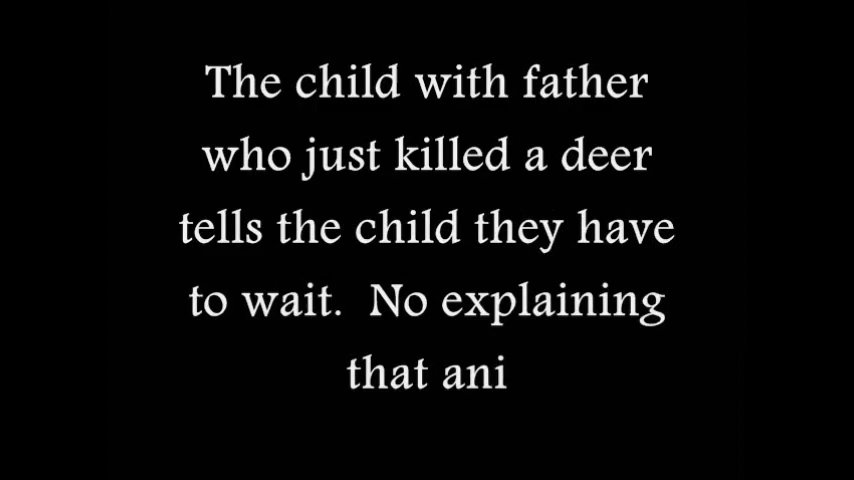 The child with father
who just killed a deer
tells the child they have
to wait.  No explaining
that ani